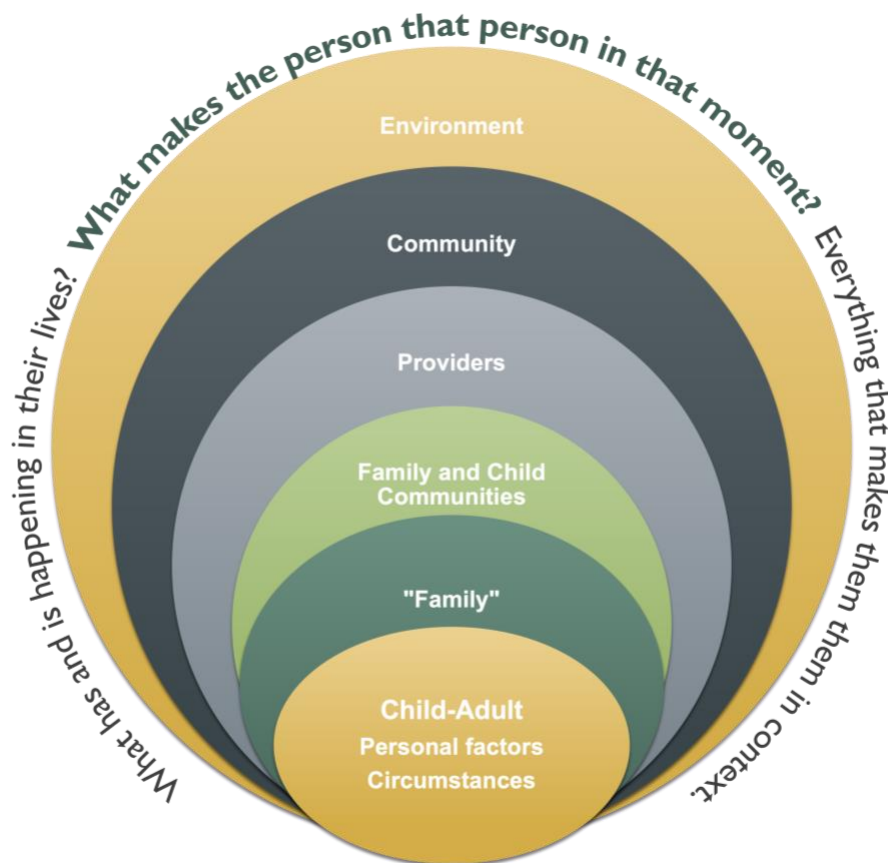 What has and is happening in their lives?
What makes the person that person in that moment?
Everything that makes them them in context.
Environment
Community
Providers
Family and Child
Communities
"Family"
Child-Adult
Personal factors
Circumstances